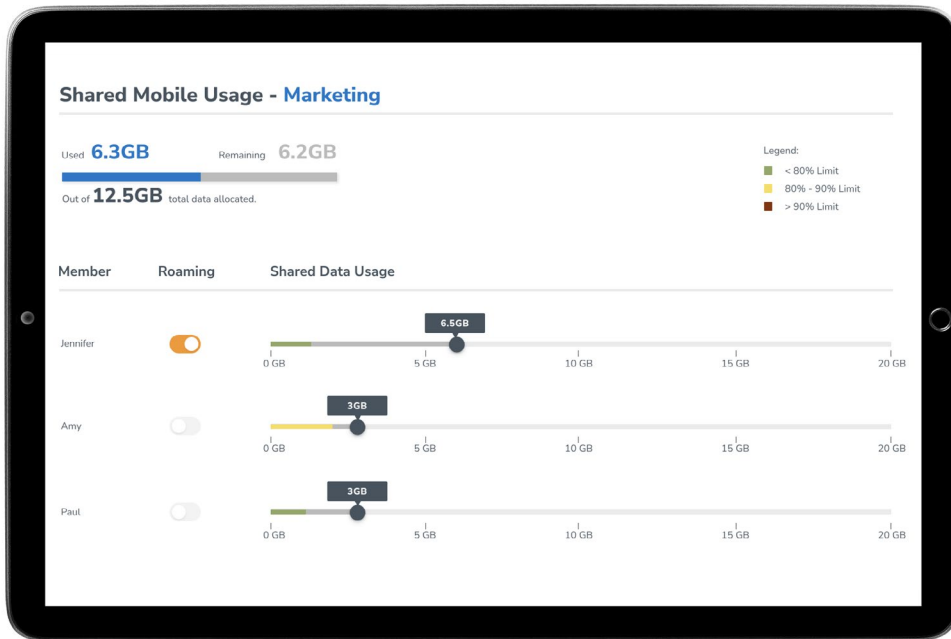 Shared Mobile Usage - Marketing
Used 6.3GB Remaining 6.2GB
Out of 12.5GB total data allocated.
Legend:
< 80% Limit
80% - 90% Limit
> 90% Limit
Member Roaming Shared Data Usage
6.5GB
Jennifer
0 GB 5 GB 10 GB 15 GB 20 GB
3GB
Amy
0 GB 5 GB 10 GB 15 GB 20 GB
3GB
Paul
0 GB 5 GB 10 GB 15 GB 20 GB